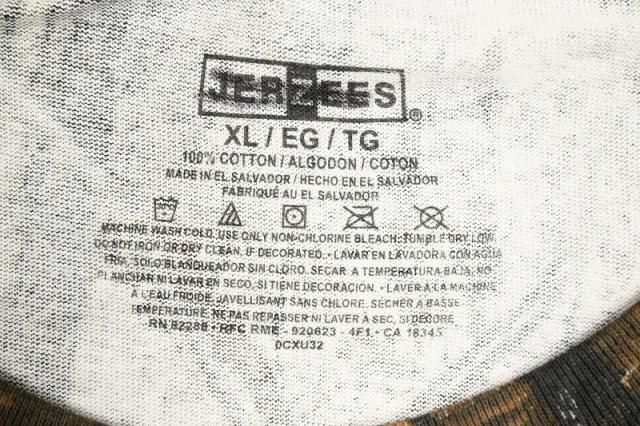 JERZEES®
XL / EG / TG
100% COTTON / ALGODÓN / COTON
MADE IN EL SALVADOR / HECHO EN EL SALVADOR
FABRIQUÉ AU EL SALVADOR
MACHINE WASH COLD, USE ONLY NON-CHLORINE BLEACH. TUMBLE DRY LOW.
DO NOT IRON OR DRY CLEAN, IF DECORATED. • LAVAR EN LAVADORA CON AGUA
FRIA, SOLO BLANQUEADOR SIN CLORO. SECAR A TEMPERATURA BAJA. NO
PLANCHAR NI LAVAR EN SECO, SI TIENE DECORACION. • LAVER À LA MACHINE
À L'EAU FROIDE. JAVELLISANT SANS CHLORE. SÉCHER A BASSE
TEMPÉRATURE. NE PAS REPASSER NI LAVER À SEC, SI DÉCORÉ
RN 82288 • RFC RME - 920623 - 4F1 • CA 18345
0CXU32